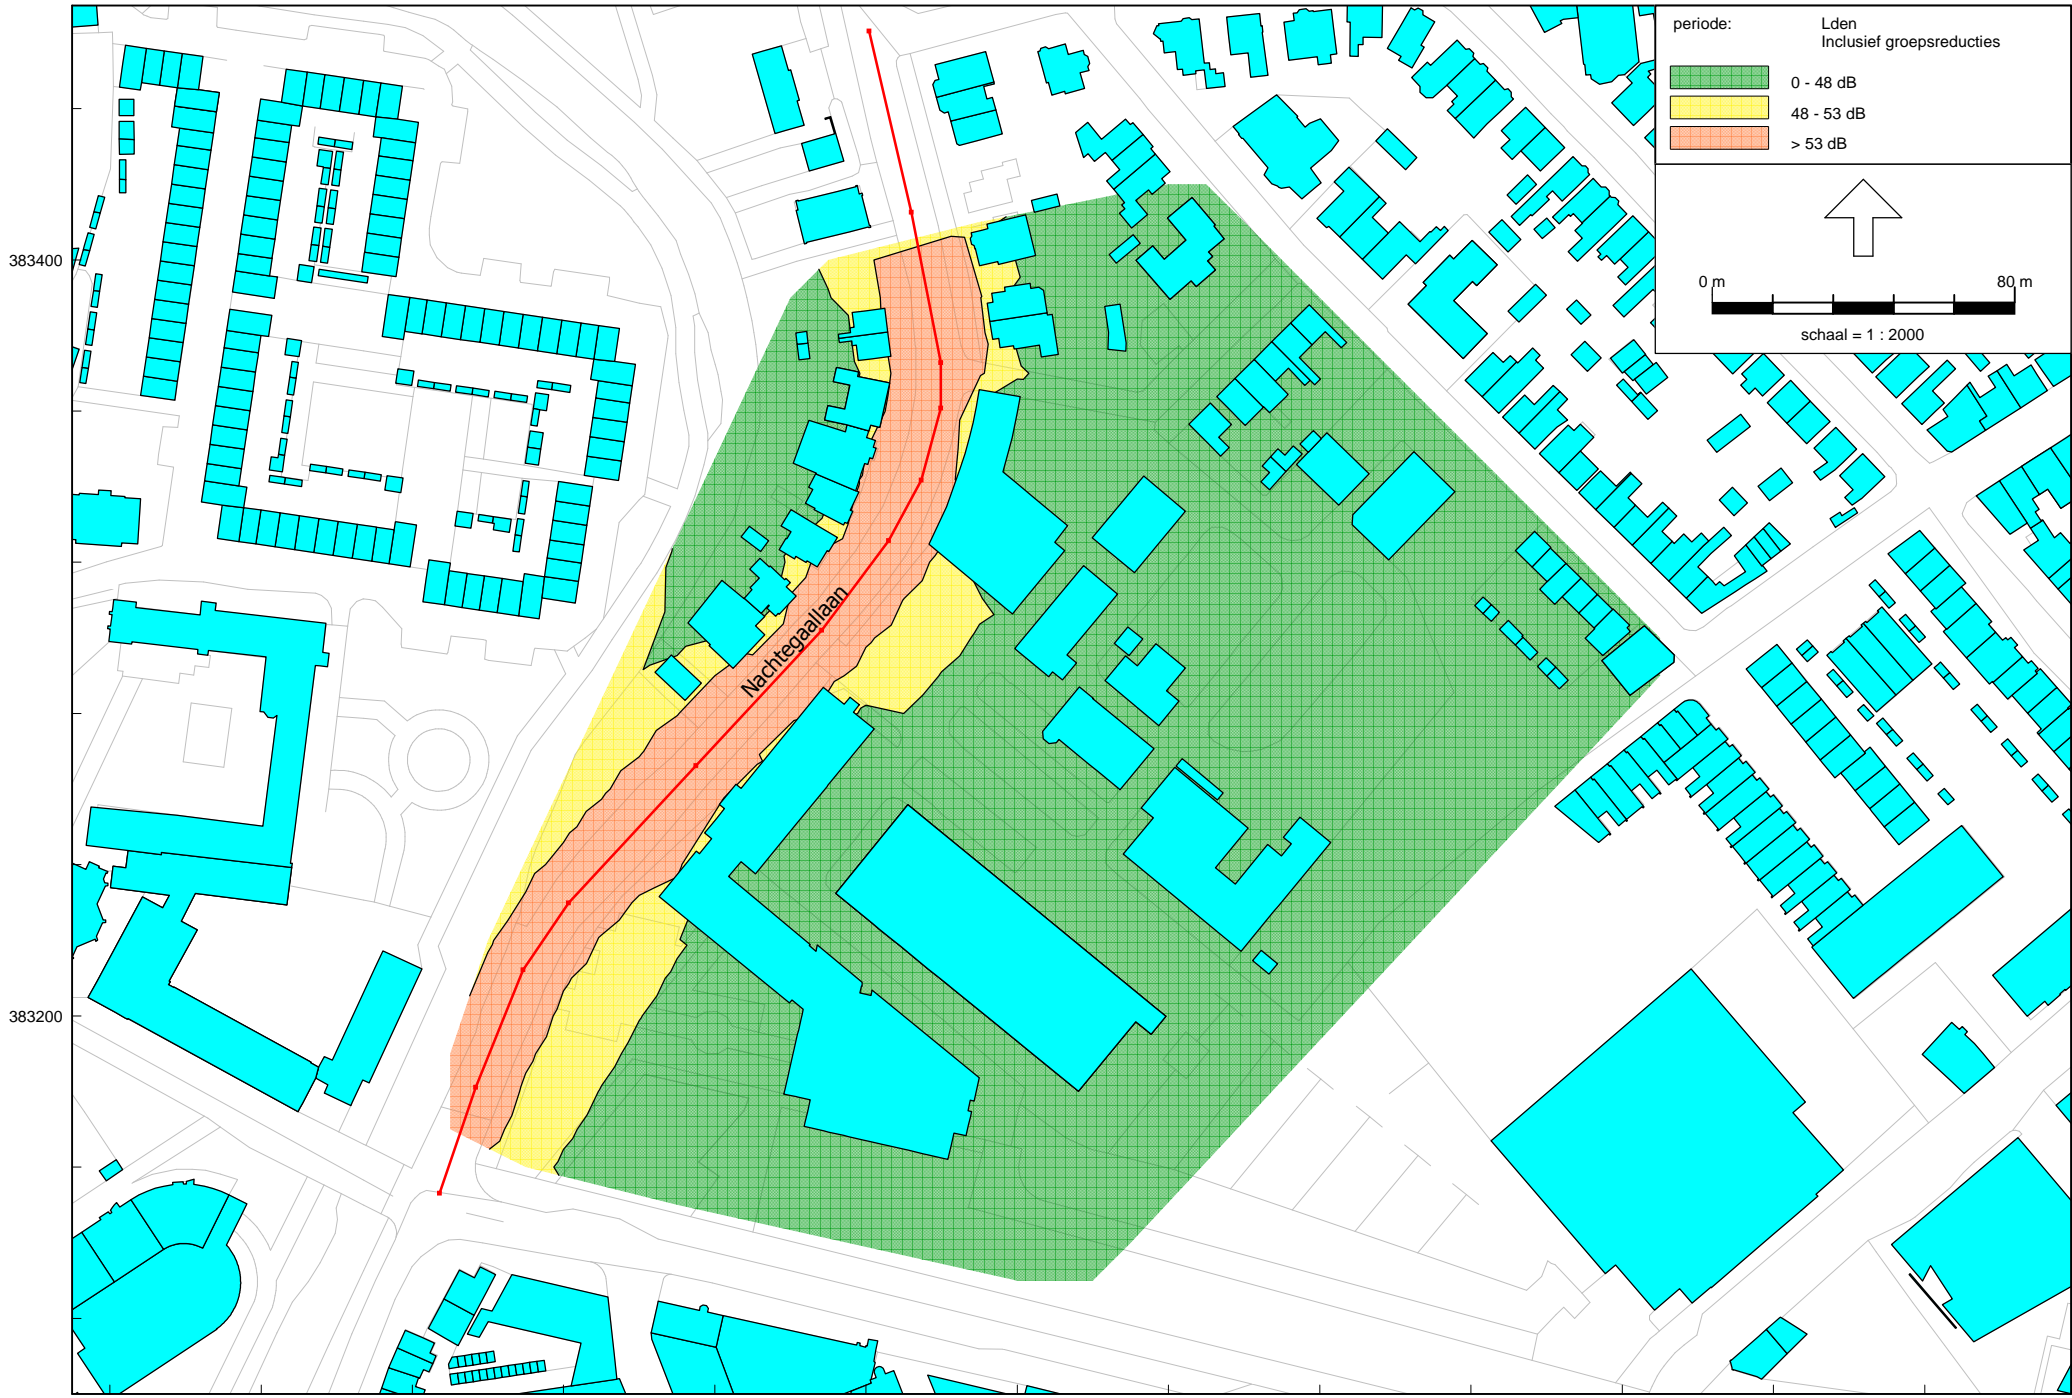 periode: Lden
Inclusief groepsreducties
0 - 48 dB
48 - 53 dB
> 53 dB
0 m 80 m
schaal = 1 : 2000
383400
Nachtegaallaan
383200